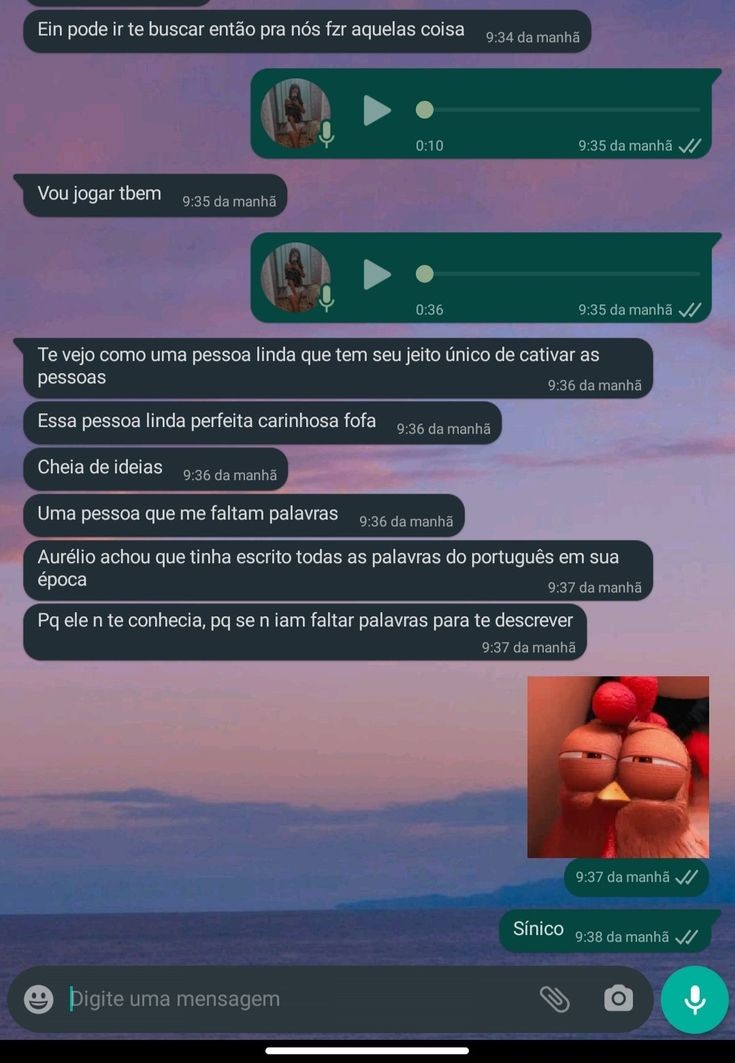 Ein pode ir te buscar então pra nós fzr aquelas coisa 9:34 da manhã
0:10 9:35 da manhã
Vou jogar tbem 9:35 da manhã
0:36 9:35 da manhã
Te vejo como uma pessoa linda que tem seu jeito único de cativar as
pessoas 9:36 da manhã
Essa pessoa linda perfeita carinhosa fofa 9:36 da manhã
Cheia de ideias 9:36 da manhã
Uma pessoa que me faltam palavras 9:36 da manhã
Aurélio achou que tinha escrito todas as palavras do português em sua
época 9:37 da manhã
Pq ele n te conhecia, pq se n iam faltar palavras para te descrever
9:37 da manhã
9:37 da manhã
Sínico 9:38 da manhã
Digite uma mensagem